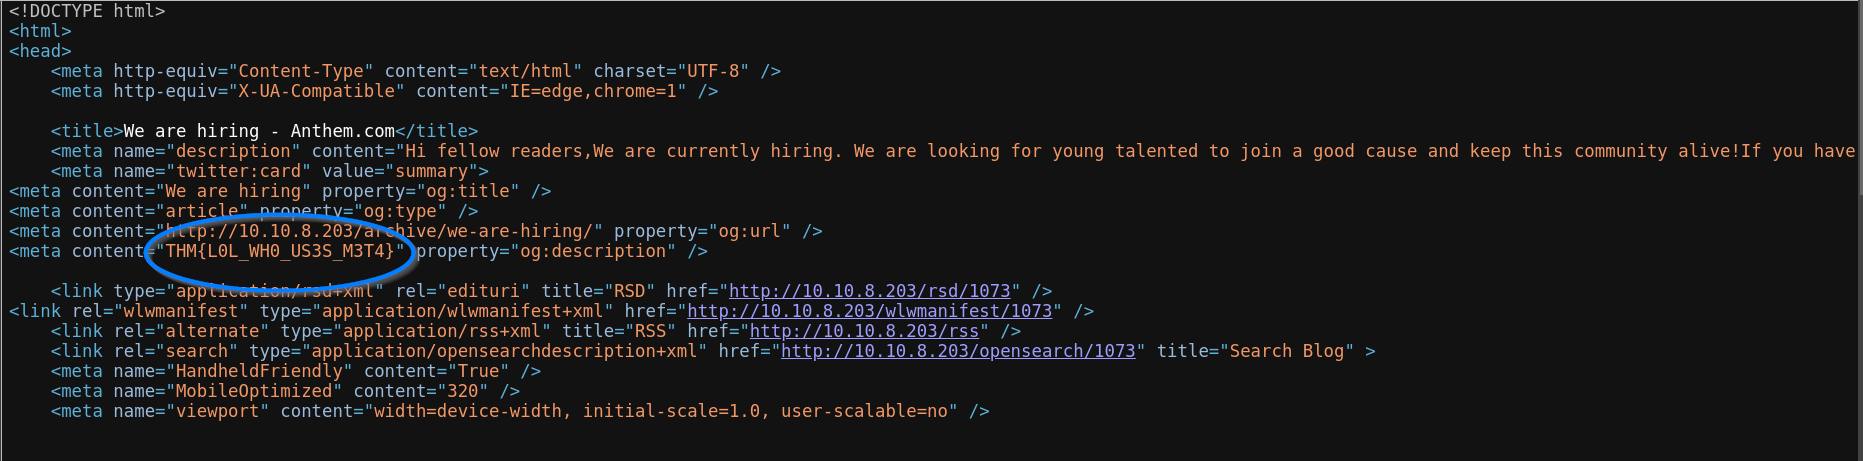 <!DOCTYPE html>
<html>
<head>
    <meta http-equiv="Content-Type" content="text/html" charset="UTF-8" />
    <meta http-equiv="X-UA-Compatible" content="IE=edge,chrome=1" />
    <title>We are hiring - Anthem.com</title>
    <meta name="description" content="Hi fellow readers,We are currently hiring. We are looking for young talented to join a good cause and keep this community alive!If you have
    <meta name="twitter:card" value="summary">
<meta content="We are hiring" property="og:title" />
<meta content="article" property="og:type" />
<meta content="http://10.10.8.203/archive/we-are-hiring/" property="og:url" />
<meta content="THM{L0L_WH0_US3S_M3T4}" property="og:description" />
    <link type="application/rsd+xml" rel="edituri" title="RSD" href="http://10.10.8.203/rsd/1073" />
<link rel="wlwmanifest" type="application/wlwmanifest+xml" href="http://10.10.8.203/wlwmanifest/1073" />
    <link rel="alternate" type="application/rss+xml" title="RSS" href="http://10.10.8.203/rss" />
    <link rel="search" type="application/opensearchdescription+xml" href="http://10.10.8.203/opensearch/1073" title="Search Blog" >
    <meta name="HandheldFriendly" content="True" />
    <meta name="MobileOptimized" content="320" />
    <meta name="viewport" content="width=device-width, initial-scale=1.0, user-scalable=no" />